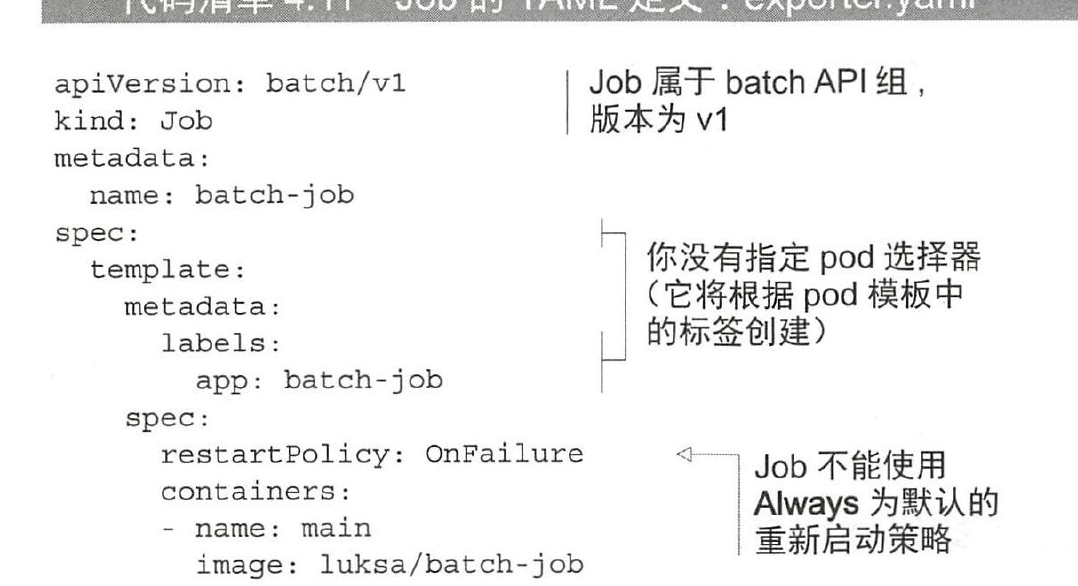 代码清单 4.11 Job 的 YAML 定义：exporter.yaml
apiVersion: batch/v1
kind: Job
Job 属于 batch API 组，
版本为 v1
metadata:
  name: batch-job
spec:
  template:
    metadata:
      labels:
        app: batch-job
你没有指定 pod 选择器
（它将根据 pod 模板中
的标签创建）
    spec:
      restartPolicy: OnFailure
      containers:
      - name: main
        image: luksa/batch-job
Job 不能使用
Always 为默认的
重新启动策略